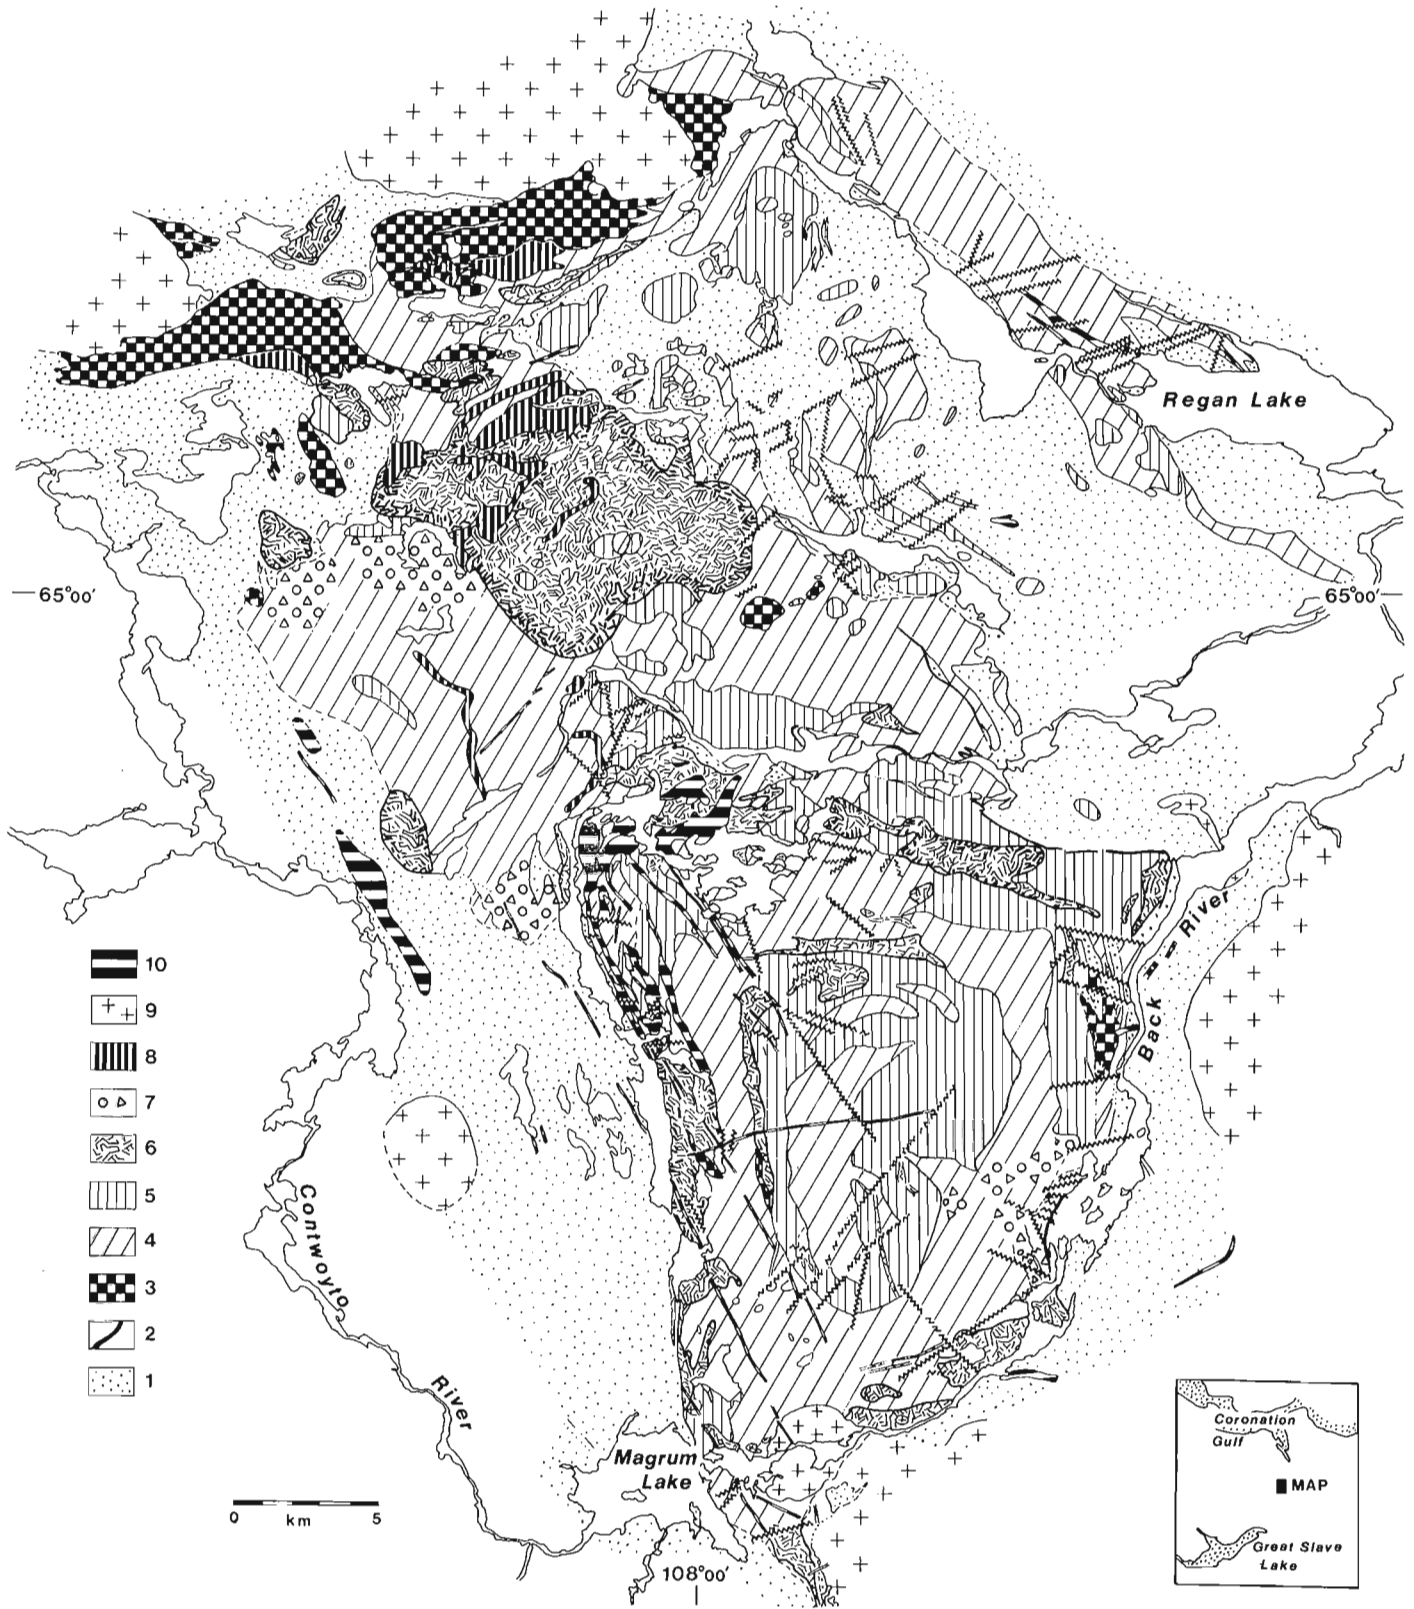 Regan Lake
65°00′
65°00′
Back River
10
9
8
7
6
5
4
3
2
1
Contwoyto River
Magrum
Lake
0 km 5
108°00′
Coronation
Gulf
MAP
Great Slave
Lake